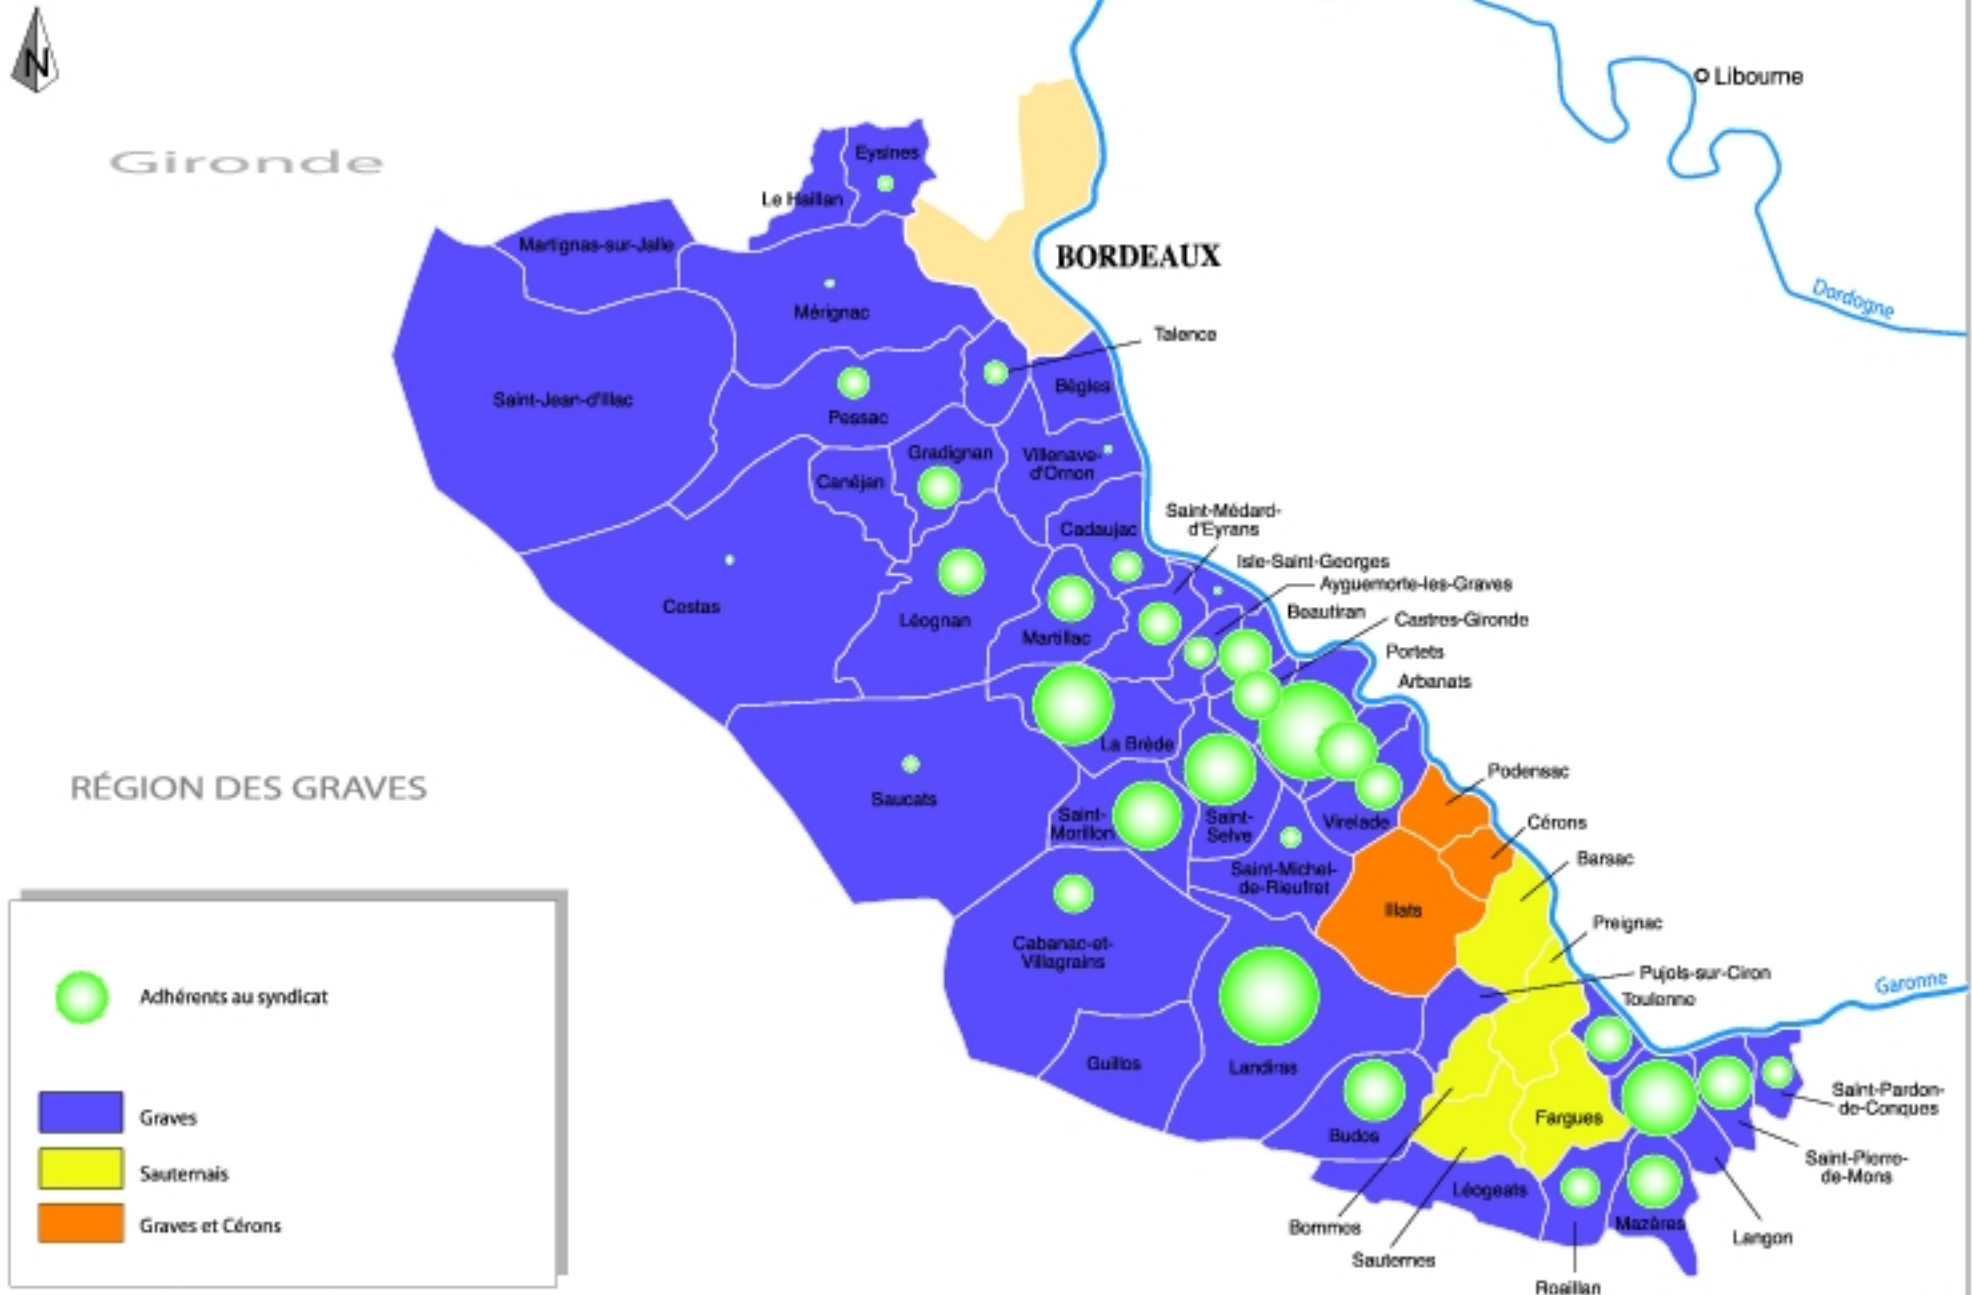 N
Libourne
Gironde
Eysines
Le Haillan
Martignas-sur-Jalle
BORDEAUX
Dordogne
Mérignac
Talence
Bègles
Saint-Jean-d'Illac
Pessac
Gradignan
Villenave-
d'Ornon
Canéjan
Saint-Médard-
d'Eyrans
Cadaujac
Isle-Saint-Georges
Ayguemorte-les-Graves
Beautiran
Castres-Gironde
Cestas
Léognan
Martillac
Portets
Arbanats
La Brède
RÉGION DES GRAVES
Podensac
Saucats
Saint-
Morillon
Saint-
Selve
Virelade
Cérons
Barsac
Saint-Michel-
de-Rieufret
Illats
Preignac
Cabanac-et-
Villagrains
Pujols-sur-Ciron
Toulenne
Garonne
Adhérents au syndicat
Guillos
Landiras
Budos
Fargues
Saint-Pardon-
de-Conques
Graves
Saint-Pierre-
de-Mons
Sauternais
Léogeats
Bommes
Mazères
Langon
Graves et Cérons
Sauternes
Roaillan